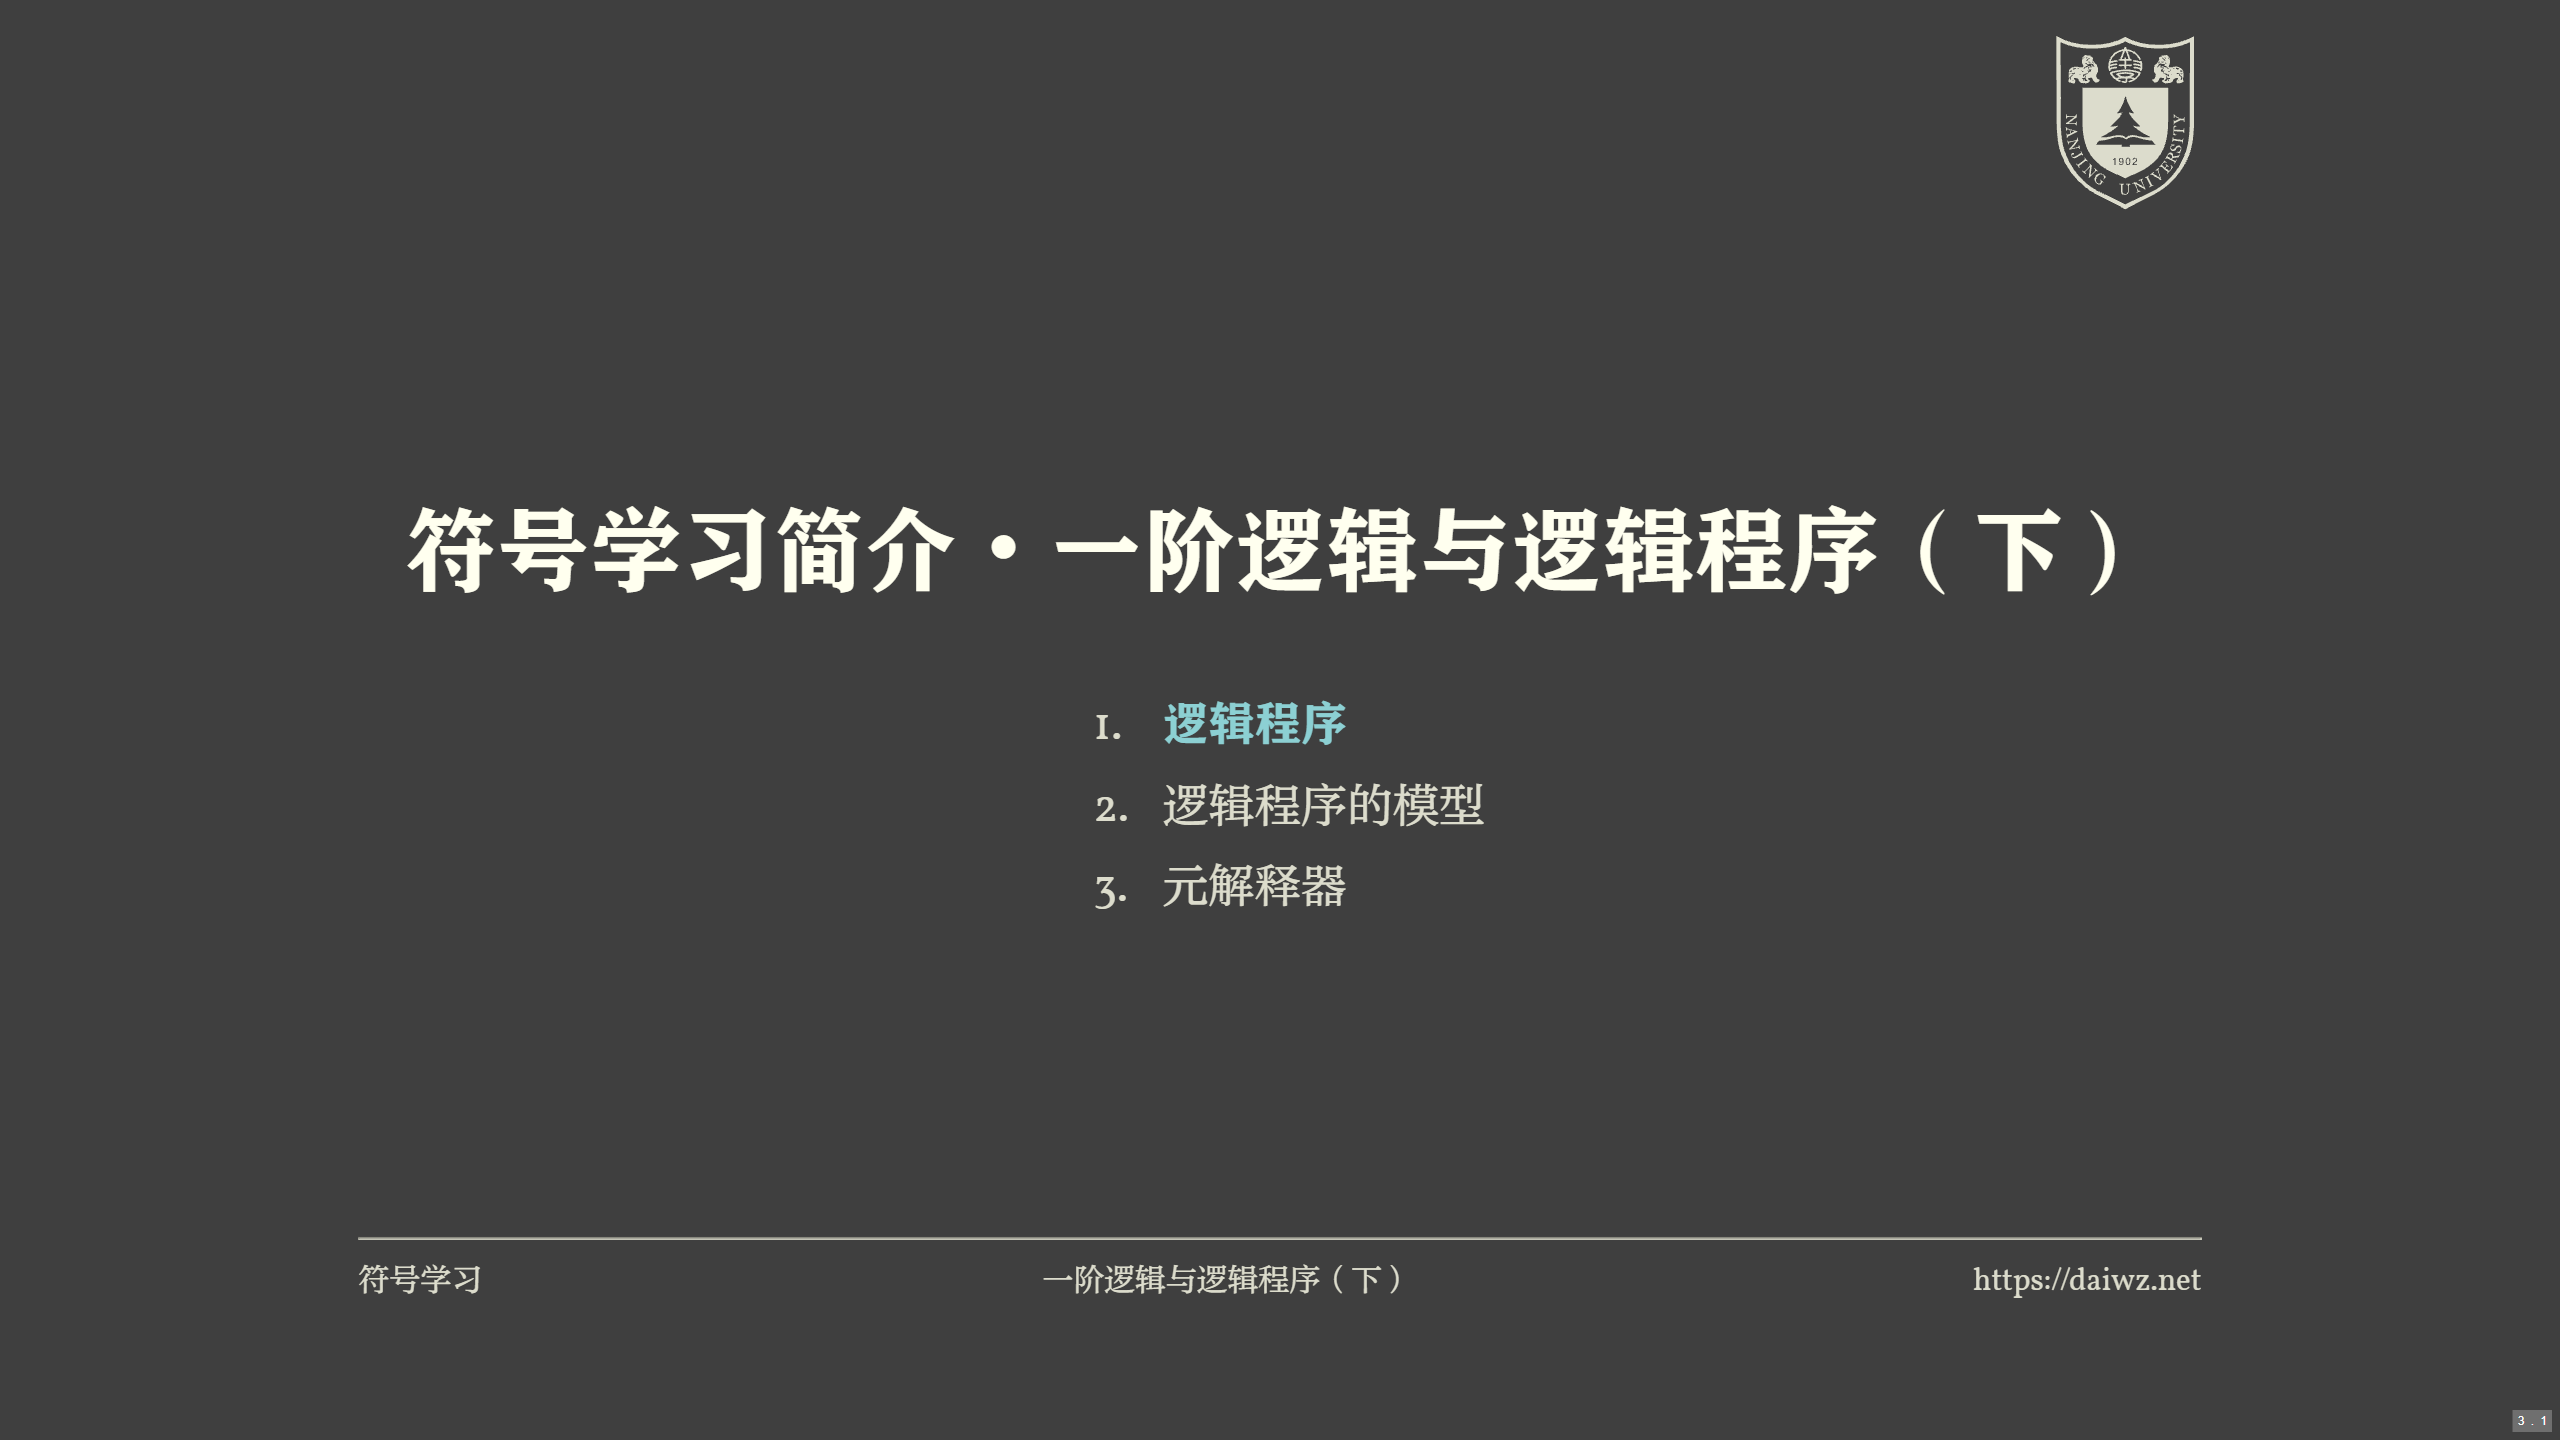 NANJING UNIVERSITY
1902
符号学习简介・一阶逻辑与逻辑程序（下）
1. 逻辑程序
2. 逻辑程序的模型
3. 元解释器
符号学习
一阶逻辑与逻辑程序（下）
https://daiwz.net
3 . 1